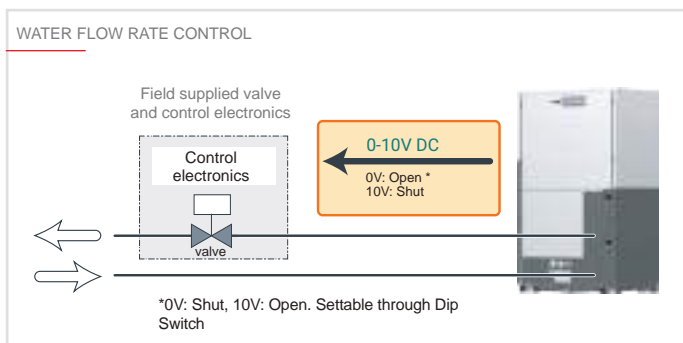 WATER FLOW RATE CONTROL
Field supplied valve
and control electronics
Control
electronics
0-10V DC
0V: Open *
10V: Shut
valve
*0V: Shut, 10V: Open. Settable through Dip
Switch